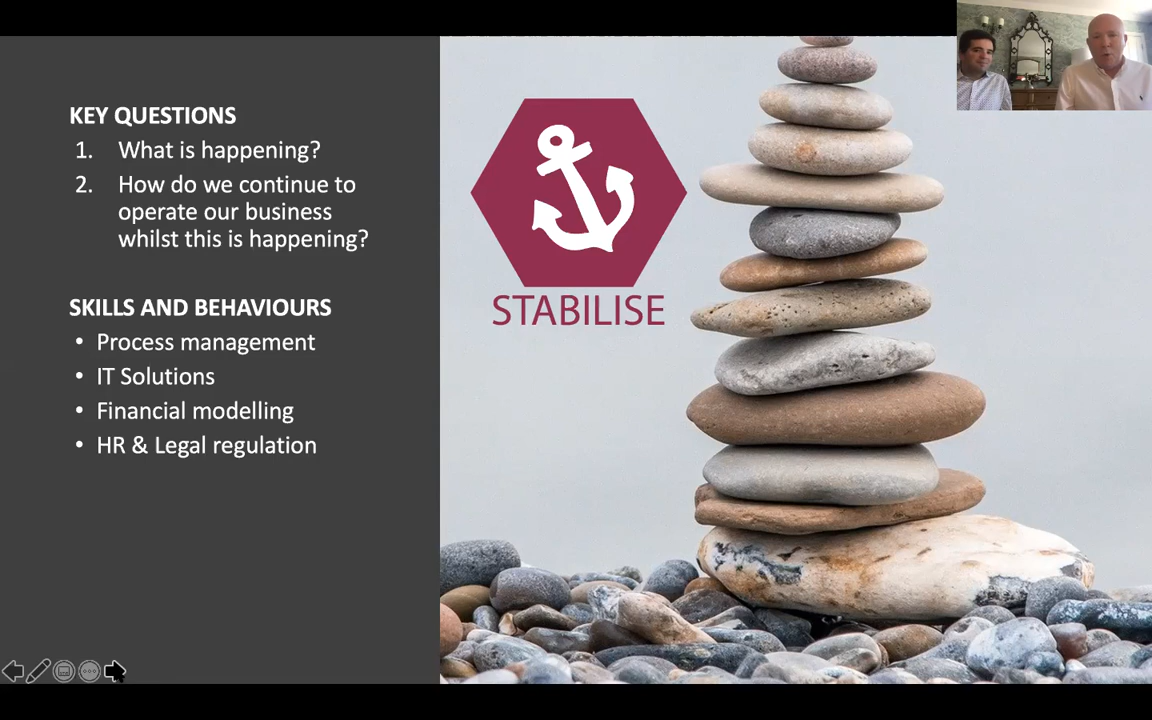 KEY QUESTIONS
1. What is happening?
2. How do we continue to
operate our business
whilst this is happening?
SKILLS AND BEHAVIOURS
• Process management
• IT Solutions
• Financial modelling
• HR & Legal regulation
STABILISE